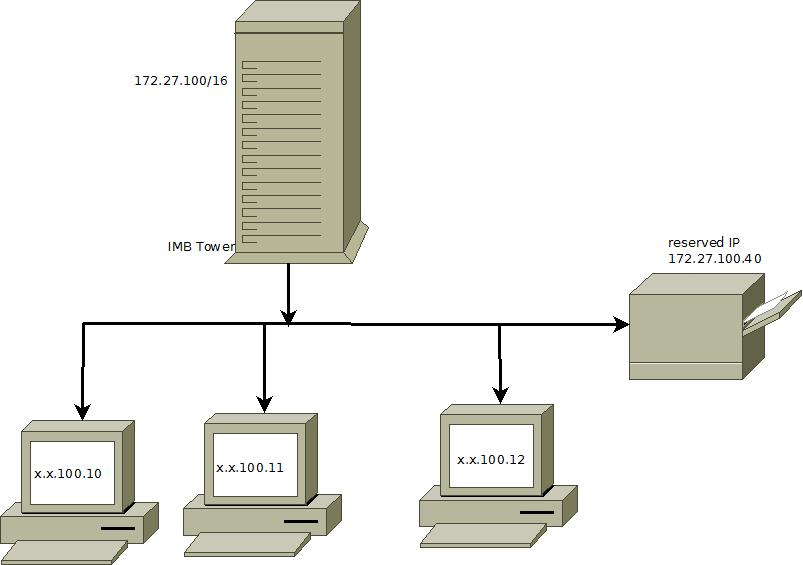 172.27.100/16
IMB Tower
reserved IP
172.27.100.40
x.x.100.10
x.x.100.11
x.x.100.12